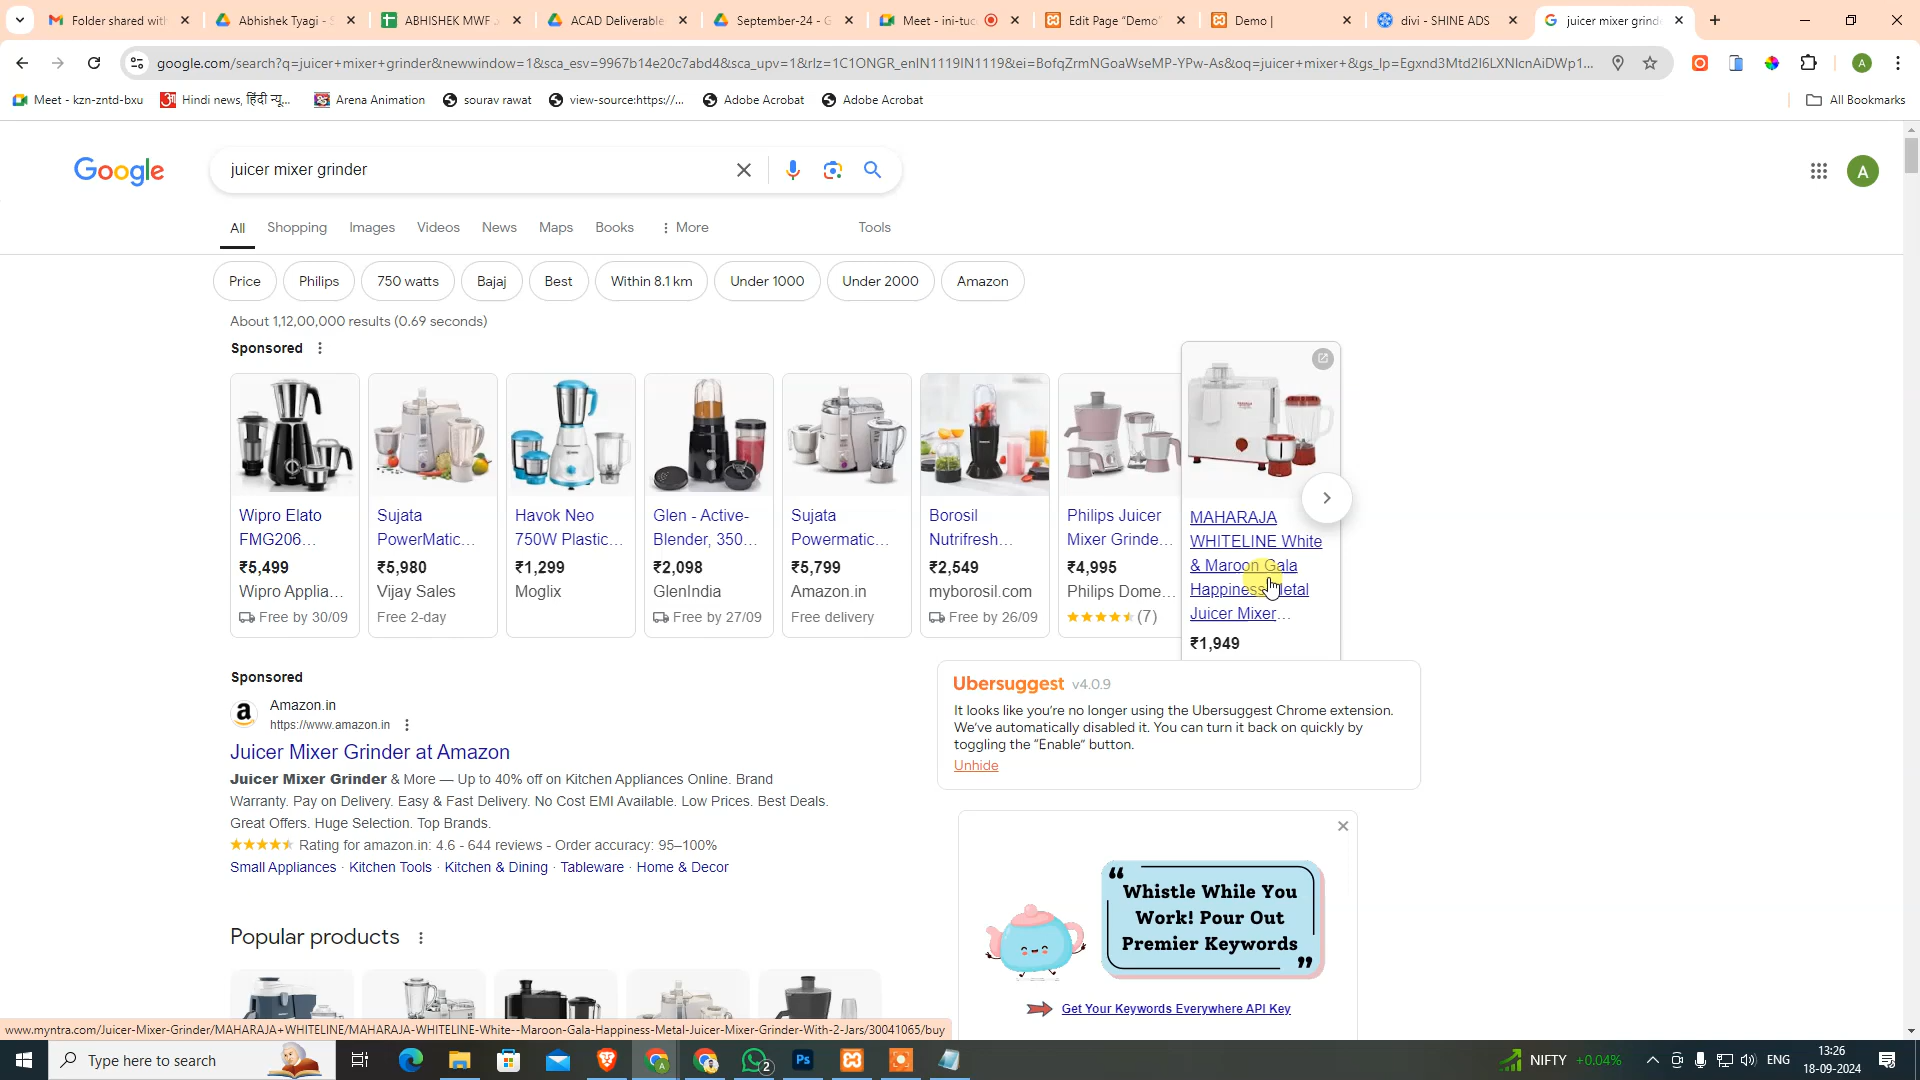 Folder shared wit
Abhishek Tyagi - S
ABHISHEK MWF J
ACAD Deliverable
September-24 - G
Meet - ini-tuc
Edit Page "Demo"
Demo |
divi - SHINE ADS
juicer mixer grind
google.com/search?q=juicer+mixer+grinder&newwindow=1&sca_esv=9967b14e20c7abd4&sca_upv=1&rlz=1C1ONGR_enIN1119IN1119&ei=BofqZrmNGoaWseMP-YPw-As&oq=juicer+mixer+&gs_lp=Egxnd3Mtd2l6LXNlcnAiDWp1...
A
Meet - kzn-zntd-bxu
Hindi news, हिंदी न्यू...
Arena Animation
sourav rawat
view-source:https://...
Adobe Acrobat
Adobe Acrobat
All Bookmarks
Google
juicer mixer grinder
A
All Shopping Images Videos News Maps Books More Tools
Price Philips 750 watts Bajaj Best Within 8.1 km Under 1000 Under 2000 Amazon
About 1,12,00,000 results (0.69 seconds)
Sponsored
Wipro Elato
FMG206...
₹5,499
Wipro Applia...
Free by 30/09
Sujata
PowerMatic...
₹5,980
Vijay Sales
Free 2-day
Havok Neo
750W Plastic...
₹1,299
Moglix
Glen - Active-
Blender, 350...
₹2,098
GlenIndia
Free by 27/09
Sujata
Powermatic...
₹5,799
Amazon.in
Free delivery
Borosil
Nutrifresh...
₹2,549
myborosil.com
Free by 26/09
Philips Juicer
Mixer Grinde...
₹4,995
Philips Dome...
(7)
MAHARAJA
WHITELINE White
& Maroon Gala
Happiness Metal
Juicer Mixer...
₹1,949
Sponsored
a
Amazon.in
https://www.amazon.in
Juicer Mixer Grinder at Amazon
Juicer Mixer Grinder & More — Up to 40% off on Kitchen Appliances Online. Brand
Warranty. Pay on Delivery. Easy & Fast Delivery. No Cost EMI Available. Low Prices. Best Deals.
Great Offers. Huge Selection. Top Brands.
Rating for amazon.in: 4.6 - 644 reviews - Order accuracy: 95–100%
Small Appliances · Kitchen Tools · Kitchen & Dining · Tableware · Home & Decor
Popular products
Ubersuggest v4.0.9
It looks like you're no longer using the Ubersuggest Chrome extension.
We've automatically disabled it. You can turn it back on quickly by
toggling the "Enable" button.
Unhide
“ Whistle While You
Work! Pour Out
Premier Keywords ”
Get Your Keywords Everywhere API Key
www.myntra.com/Juicer-Mixer-Grinder/MAHARAJA+WHITELINE/MAHARAJA-WHITELINE-White--Maroon-Gala-Happiness-Metal-Juicer-Mixer-Grinder-With-2-Jars/30041065/buy
Type here to search
A
2
Ps
NIFTY +0.04%
ENG
13:26
18-09-2024